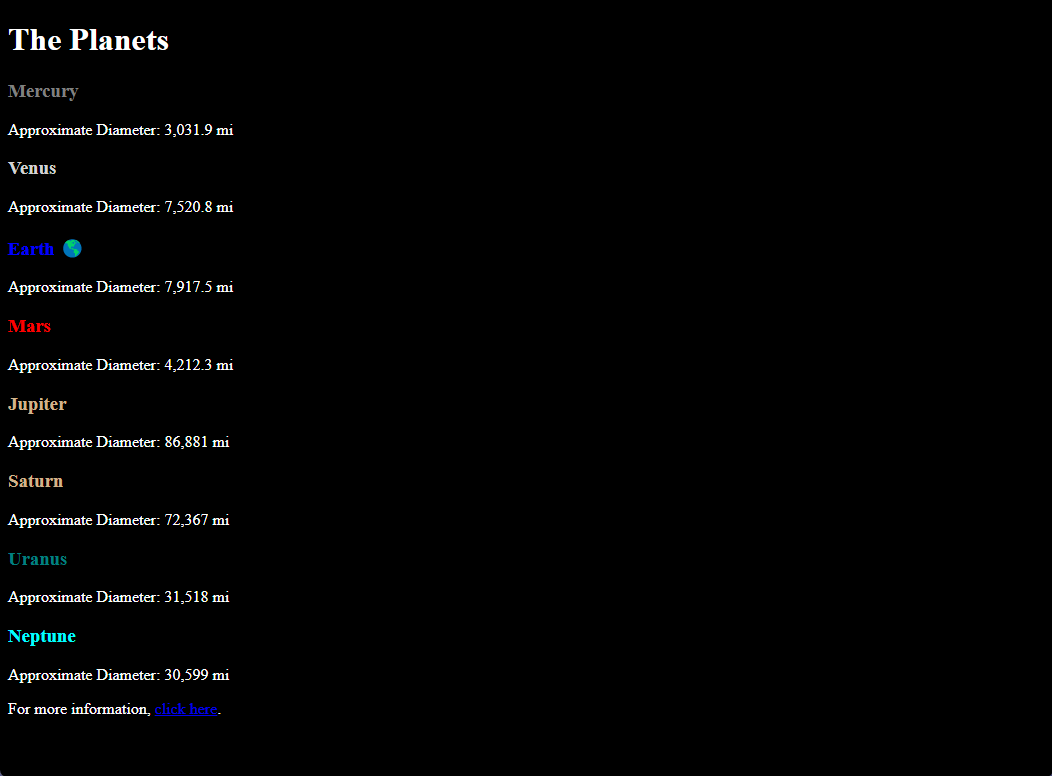 The Planets
Mercury
Approximate Diameter: 3,031.9 mi
Venus
Approximate Diameter: 7,520.8 mi
Earth 🌎
Approximate Diameter: 7,917.5 mi
Mars
Approximate Diameter: 4,212.3 mi
Jupiter
Approximate Diameter: 86,881 mi
Saturn
Approximate Diameter: 72,367 mi
Uranus
Approximate Diameter: 31,518 mi
Neptune
Approximate Diameter: 30,599 mi
For more information, click here.